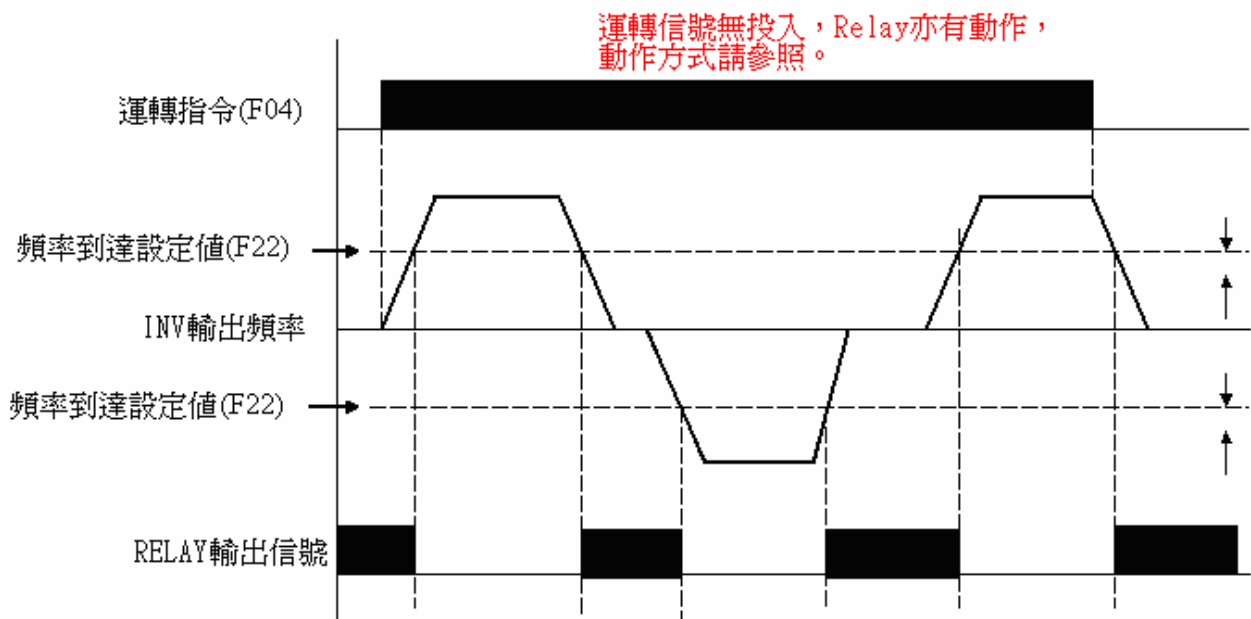 運轉信號無投入，Relay亦有動作，
動作方式請參照。
運轉指令(F04)
頻率到達設定值(F22)
INV輸出頻率
頻率到達設定值(F22)
RELAY輸出信號